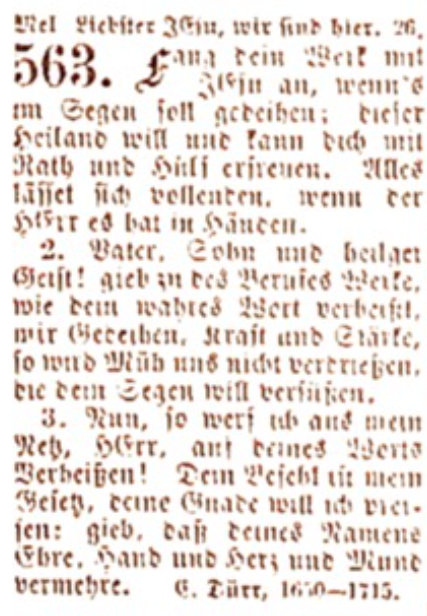 Mel. Liebster JEsu, wir sind hier. 26.
563. Fang dein Werk mit
JEsu an, wenn's
im Segen soll gedeihen; dieser
Heiland will und kann dich mit
Rath und Hülf erfreuen. Alles
lässet sich vollenden, wenn der
HErr es hat in Händen.
2. Vater, Sohn und heilger
Geist! gieb zu des Berufes Werke,
wie dein wahres Wort verheißt,
mir Gedeihen, Kraft und Stärke,
so wird Müh uns nicht verdrießen,
die dein Segen will versüßen.
3. Nun, so werf ich aus mein
Netz, HErr, auf deines Worts
Verheißen! Dein Befehl ist mein
Gesetz, deine Gnade will ich prei-
sen: gieb, daß deines Namens
Ehre, Hand und Herz und Mund
vermehre. E. Dürr, 1650—1715.